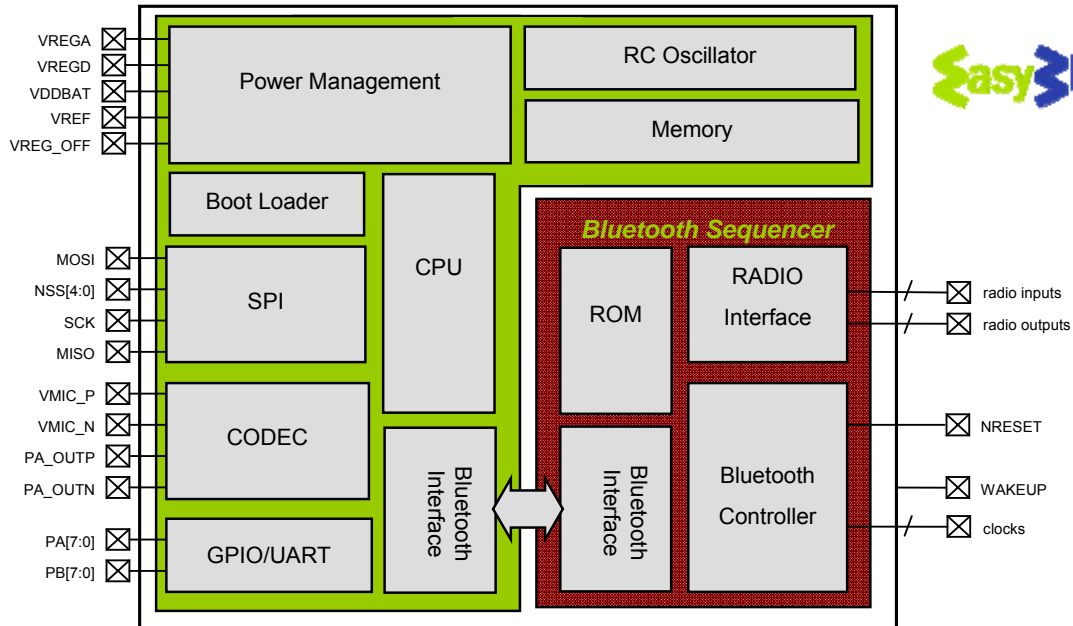 VREGA
VREGD
VDDBAT
VREF
VREG_OFF
Power Management
RC Oscillator
Memory
Easy
Boot Loader
CPU
MOSI
NSS[4:0]
SCK
MISO
SPI
VMIC_P
VMIC_N
PA_OUTP
PA_OUTN
CODEC
PA[7:0]
PB[7:0]
GPIO/UART
Bluetooth
Interface
Bluetooth Sequencer
ROM
RADIO
Interface
radio inputs
radio outputs
Bluetooth
Interface
Bluetooth
Controller
NRESET
WAKEUP
clocks